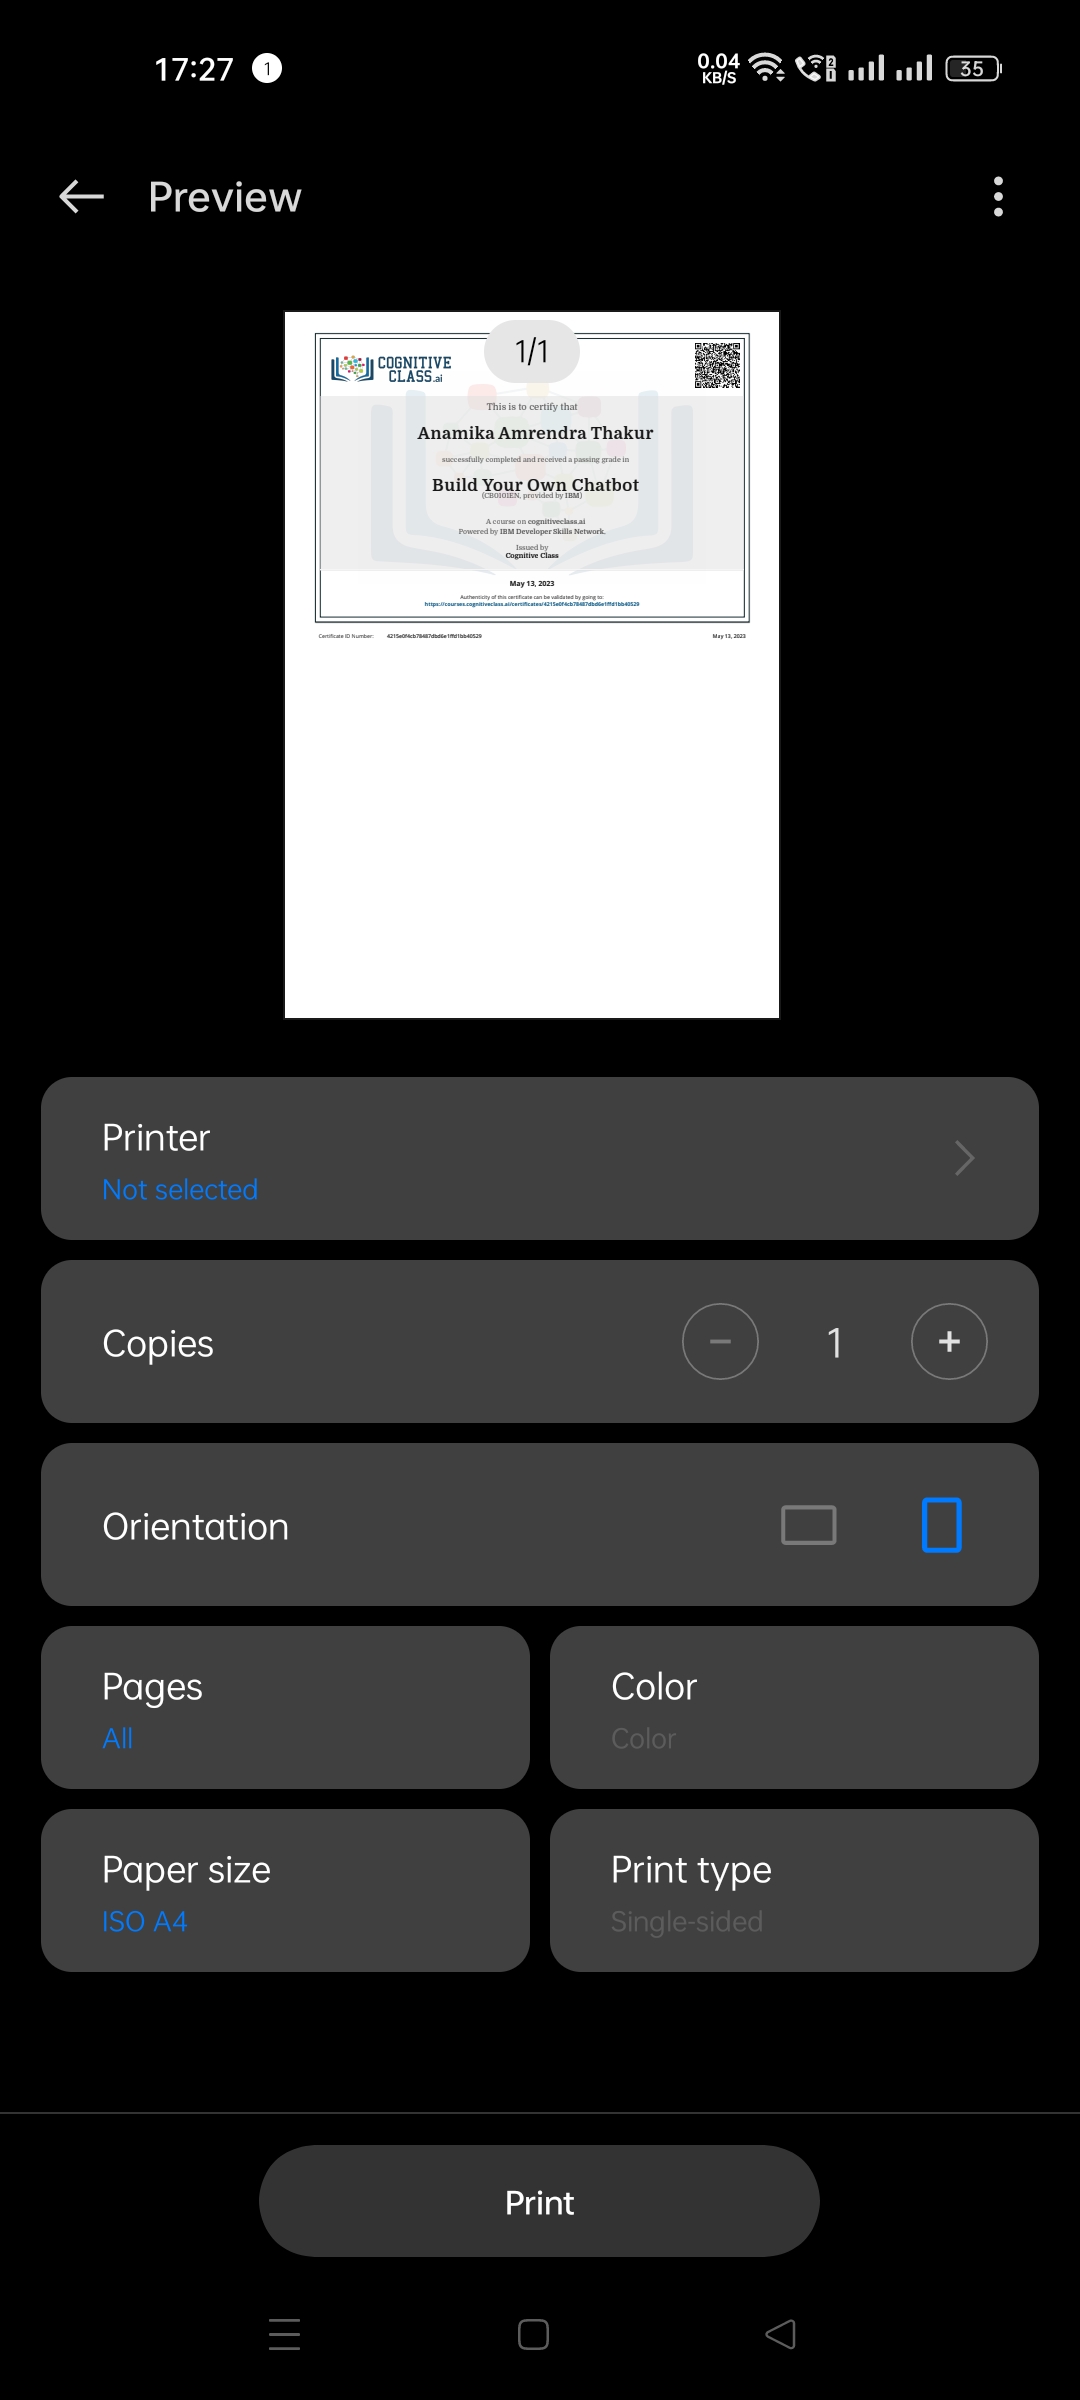 17:27
1
0.04
KB/S
2
1
35
Preview
1/1
COGNITIVE
CLASS.ai
This is to certify that
Anamika Amrendra Thakur
successfully completed and received a passing grade in
Build Your Own Chatbot
(CB0101EN, provided by IBM)
A course on cognitiveclass.ai
Powered by IBM Developer Skills Network.
Issued by
Cognitive Class
May 13, 2023
Authenticity of this certificate can be validated by going to:
https://courses.cognitiveclass.ai/certificates/4215e0f4cb78487dbd6e1ffd1bb40529
Certificate ID Number: 4215e0f4cb78487dbd6e1ffd1bb40529 May 13, 2023
Printer
Not selected
Copies
1
Orientation
Pages
All
Color
Color
Paper size
ISO A4
Print type
Single-sided
Print